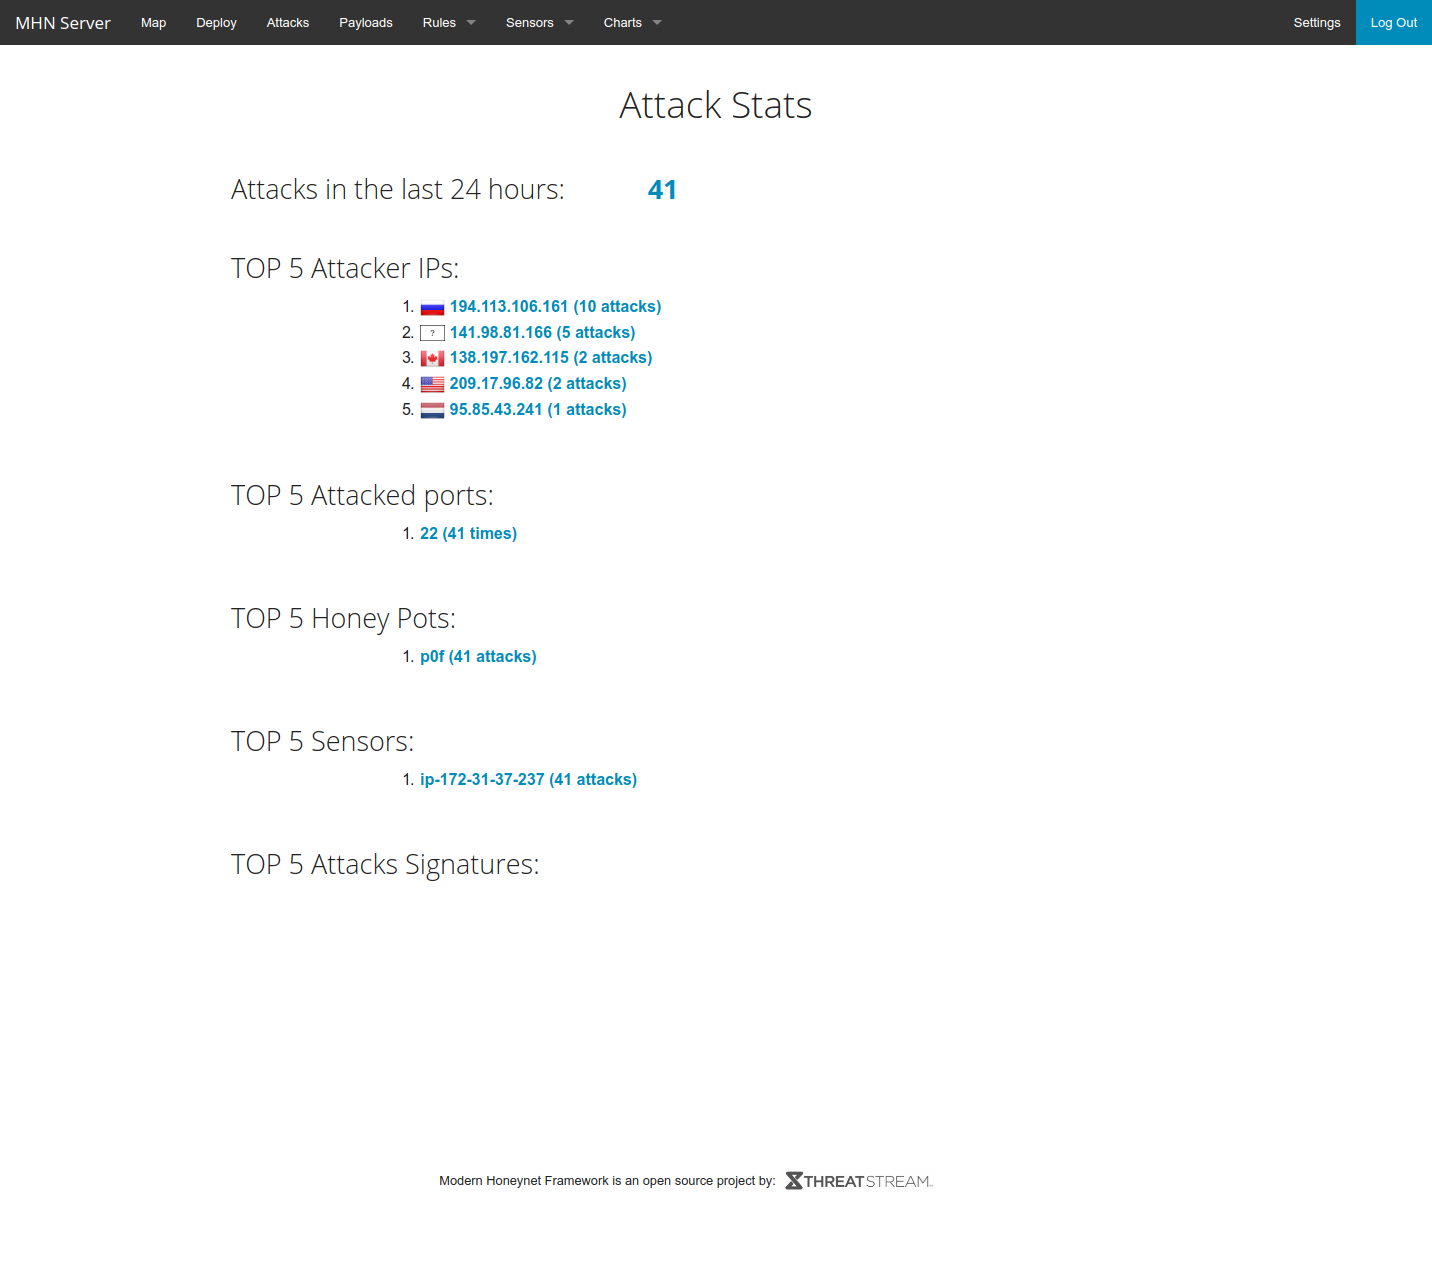 MHN Server Map Deploy Attacks Payloads Rules Sensors Charts Settings Log Out
Attack Stats
Attacks in the last 24 hours: 41
TOP 5 Attacker IPs:
1. 194.113.106.161 (10 attacks)
2. ? 141.98.81.166 (5 attacks)
3. 138.197.162.115 (2 attacks)
4. 209.17.96.82 (2 attacks)
5. 95.85.43.241 (1 attacks)
TOP 5 Attacked ports:
1. 22 (41 times)
TOP 5 Honey Pots:
1. p0f (41 attacks)
TOP 5 Sensors:
1. ip-172-31-37-237 (41 attacks)
TOP 5 Attacks Signatures:
Modern Honeynet Framework is an open source project by: THREATSTREAM